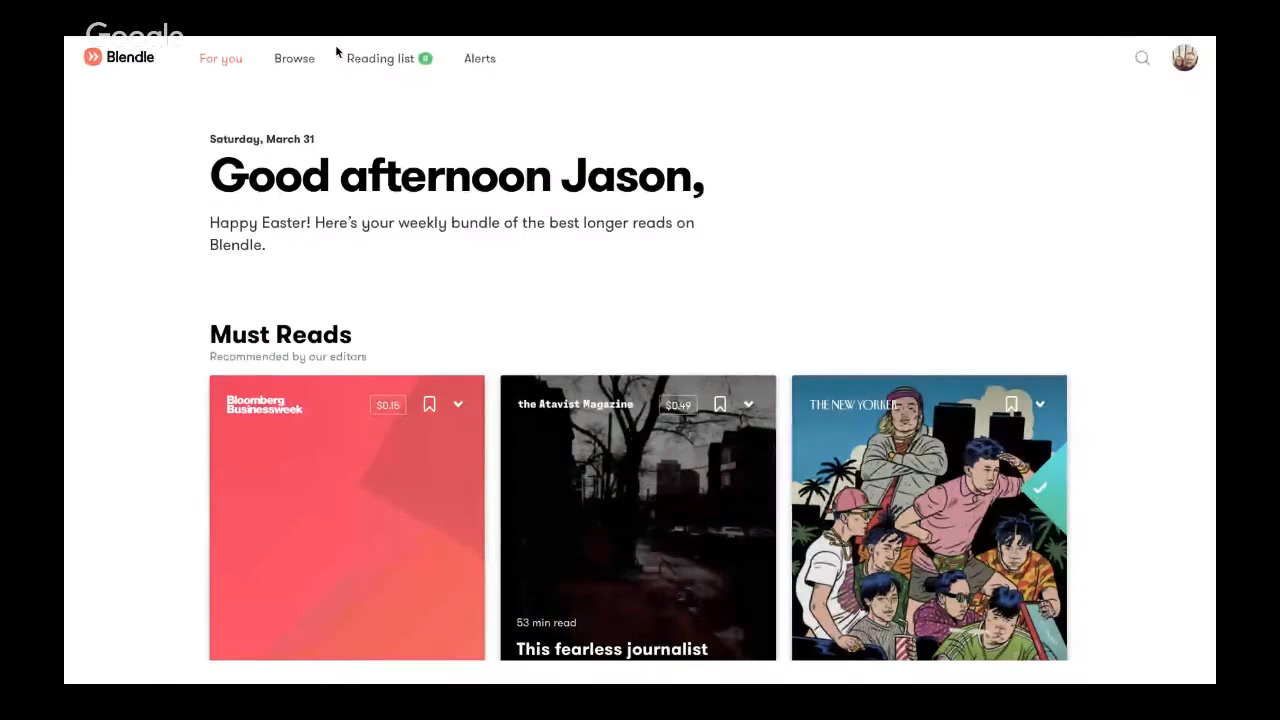 Google
Blendle
For you
Browse
Reading list
Alerts
Saturday, March 31
Good afternoon Jason,
Happy Easter! Here's your weekly bundle of the best longer reads on
Blendle.
Must Reads
Recommended by our editors
Bloomberg
Businessweek
$0.15
the Atavist Magazine
$0.49
THE NEW YORKER
53 min read
This fearless journalist